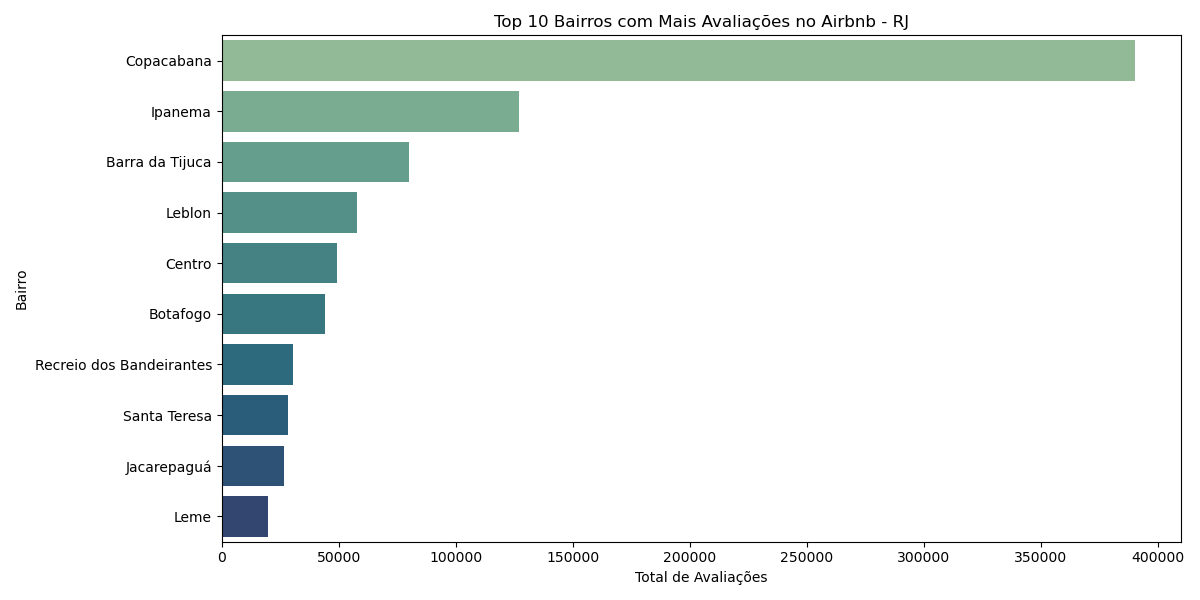 Top 10 Bairros com Mais Avaliações no Airbnb - RJ
Copacabana
Ipanema
Barra da Tijuca
Leblon
Centro
Botafogo
Recreio dos Bandeirantes
Santa Teresa
Jacarepaguá
Leme
Bairro
0 50000 100000 150000 200000 250000 300000 350000 400000
Total de Avaliações